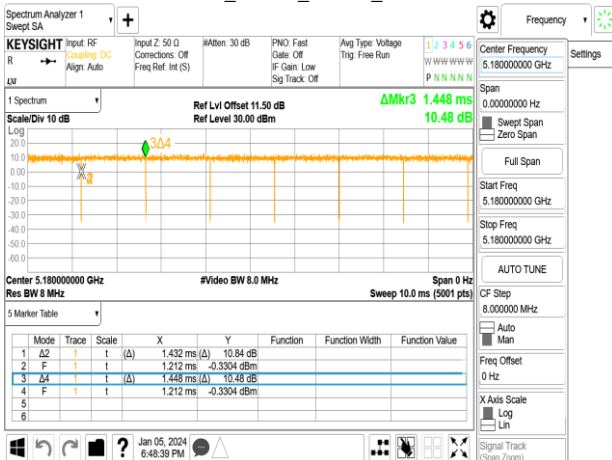 Spectrum Analyzer 1
Swept SA
Frequency
KEYSIGHT
R
Input: RF
Coupling: DC
Align: Auto
Input Z: 50 Ω
Corrections: Off
Freq Ref: Int (S)
#Atten: 30 dB
PNO: Fast
Gate: Off
IF Gain: Low
Sig Track: Off
Avg Type: Voltage
Trig: Free Run
1 2 3 4 5 6
W W W W W W
P N N N N N
1 Spectrum
Scale/Div 10 dB
Ref Lvl Offset 11.50 dB
Ref Level 30.00 dBm
ΔMkr3 1.448 ms
10.48 dB
Log
20.0
10.0
0.00
-10.0
-20.0
-30.0
-40.0
-50.0
-60.0
3Δ4
Center 5.180000000 GHz
Res BW 8 MHz
#Video BW 8.0 MHz
Span 0 Hz
Sweep 10.0 ms (5001 pts)
5 Marker Table
Mode Trace Scale X Y Function Function Width Function Value
1 Δ2 1 t (Δ) 1.432 ms (Δ) 10.84 dB
2 F 1 t 1.212 ms -0.3304 dBm
3 Δ4 1 t (Δ) 1.448 ms (Δ) 10.48 dB
4 F 1 t 1.212 ms -0.3304 dBm
5
6
?
Jan 05, 2024
6:48:39 PM
Center Frequency
5.180000000 GHz
Settings
Span
0.00000000 Hz
Swept Span
Zero Span
Full Span
Start Freq
5.180000000 GHz
Stop Freq
5.180000000 GHz
AUTO TUNE
CF Step
8.000000 MHz
Auto
Man
Freq Offset
0 Hz
X Axis Scale
Log
Lin
Signal Track
(Span Zoom)